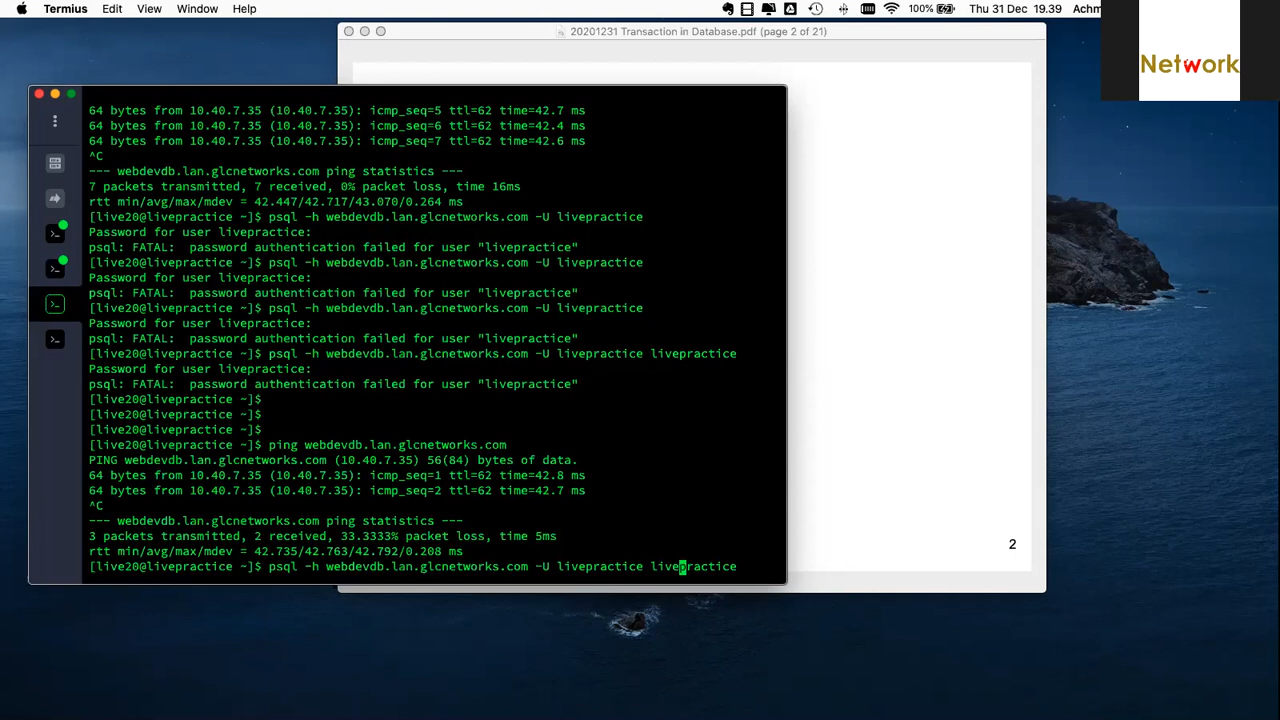 Termius Edit View Window Help 100% Thu 31 Dec 19.39 Achm
20201231 Transaction in Database.pdf (page 2 of 21)
Network
64 bytes from 10.40.7.35 (10.40.7.35): icmp_seq=5 ttl=62 time=42.7 ms
64 bytes from 10.40.7.35 (10.40.7.35): icmp_seq=6 ttl=62 time=42.4 ms
64 bytes from 10.40.7.35 (10.40.7.35): icmp_seq=7 ttl=62 time=42.6 ms
^C
--- webdevdb.lan.glcnetworks.com ping statistics ---
7 packets transmitted, 7 received, 0% packet loss, time 16ms
rtt min/avg/max/mdev = 42.447/42.717/43.070/0.264 ms
[live20@livepractice ~]$ psql -h webdevdb.lan.glcnetworks.com -U livepractice
Password for user livepractice:
psql: FATAL:  password authentication failed for user "livepractice"
[live20@livepractice ~]$ psql -h webdevdb.lan.glcnetworks.com -U livepractice
Password for user livepractice:
psql: FATAL:  password authentication failed for user "livepractice"
[live20@livepractice ~]$ psql -h webdevdb.lan.glcnetworks.com -U livepractice
Password for user livepractice:
psql: FATAL:  password authentication failed for user "livepractice"
[live20@livepractice ~]$ psql -h webdevdb.lan.glcnetworks.com -U livepractice livepractice
Password for user livepractice:
psql: FATAL:  password authentication failed for user "livepractice"
[live20@livepractice ~]$
[live20@livepractice ~]$
[live20@livepractice ~]$
[live20@livepractice ~]$ ping webdevdb.lan.glcnetworks.com
PING webdevdb.lan.glcnetworks.com (10.40.7.35) 56(84) bytes of data.
64 bytes from 10.40.7.35 (10.40.7.35): icmp_seq=1 ttl=62 time=42.8 ms
64 bytes from 10.40.7.35 (10.40.7.35): icmp_seq=2 ttl=62 time=42.7 ms
^C
--- webdevdb.lan.glcnetworks.com ping statistics ---
3 packets transmitted, 2 received, 33.3333% packet loss, time 5ms
rtt min/avg/max/mdev = 42.735/42.763/42.792/0.208 ms
[live20@livepractice ~]$ psql -h webdevdb.lan.glcnetworks.com -U livepractice livepractice
2